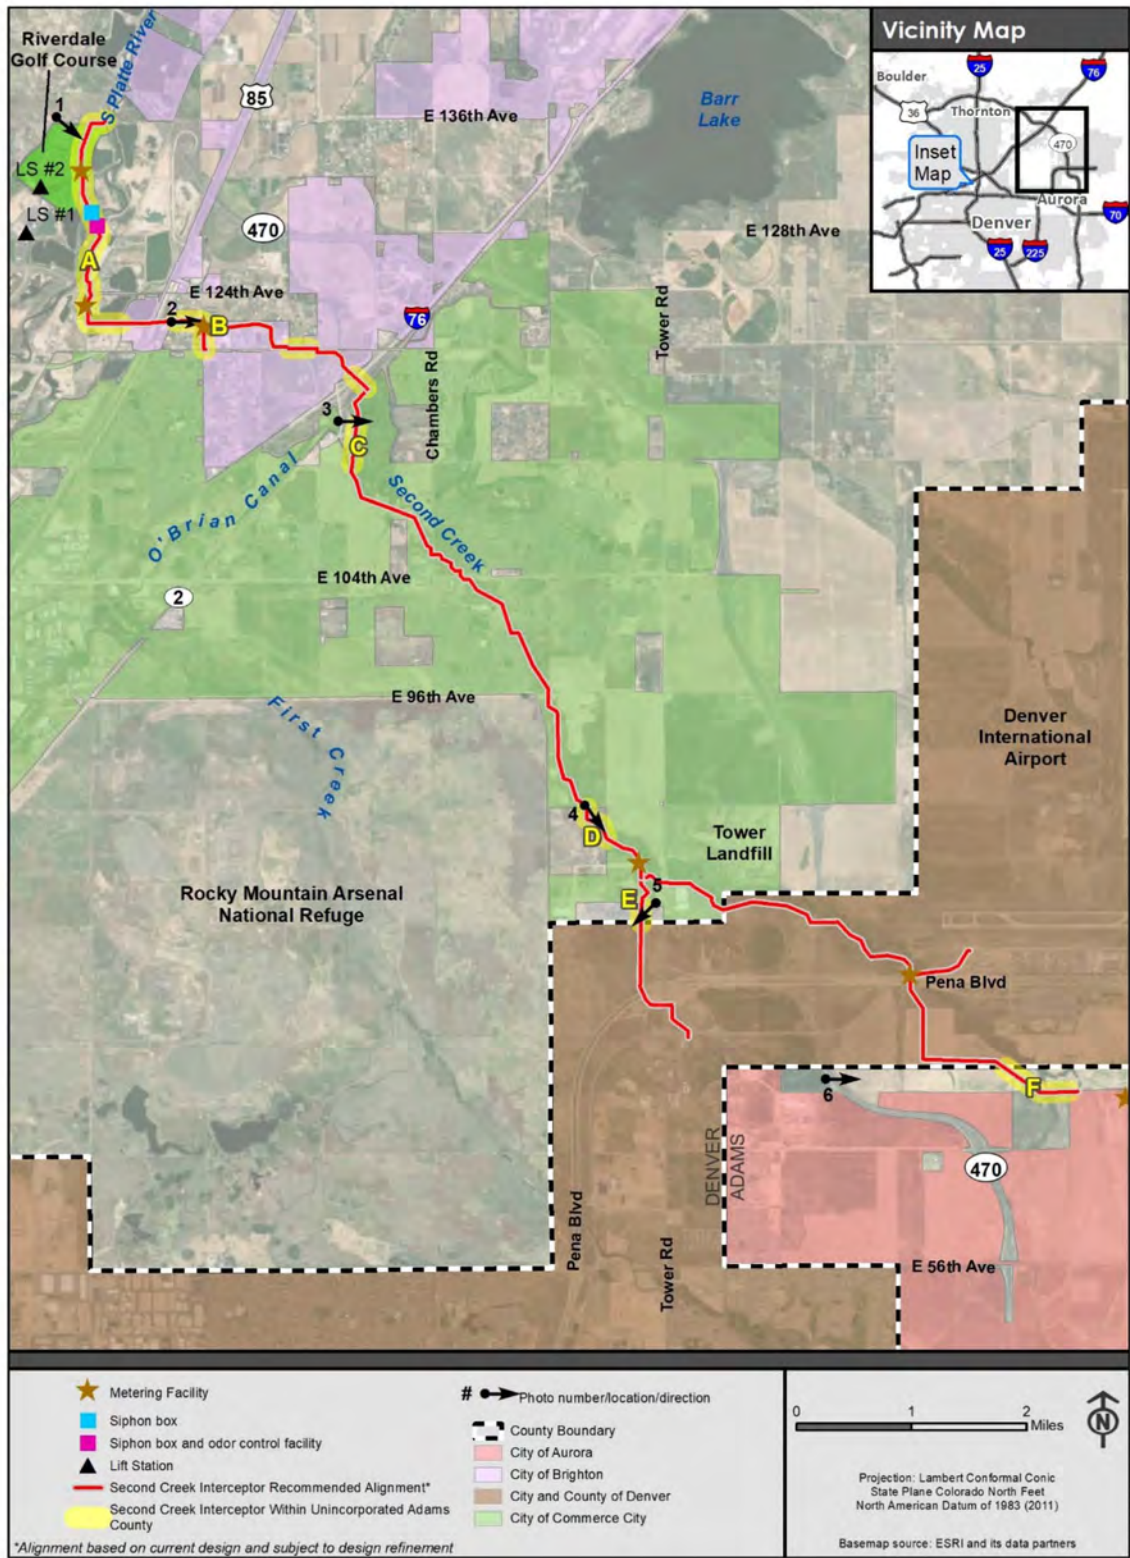 Vicinity Map
25
76
Boulder
36
Thornton
470
Inset
Map
Aurora
70
Denver
25
225
Riverdale
Golf Course
S Platte River
1
85
E 136th Ave
Barr
Lake
LS #2
LS #1
470
E 128th Ave
A
E 124th Ave
2
B
76
Tower Rd
Chambers Rd
3
C
O'Brian Canal
Second Creek
E 104th Ave
2
E 96th Ave
First Creek
Denver
International
Airport
4
D
Tower
Landfill
E
5
Rocky Mountain Arsenal
National Refuge
Pena Blvd
F
6
DENVER
ADAMS
470
Pena Blvd
Tower Rd
E 56th Ave
Metering Facility
Siphon box
Siphon box and odor control facility
Lift Station
Second Creek Interceptor Recommended Alignment*
Second Creek Interceptor Within Unincorporated Adams
County
*Alignment based on current design and subject to design refinement
# Photo number/location/direction
County Boundary
City of Aurora
City of Brighton
City and County of Denver
City of Commerce City
0 1 2
Miles
N
Projection: Lambert Conformal Conic
State Plane Colorado North Feet
North American Datum of 1983 (2011)
Basemap source: ESRI and its data partners